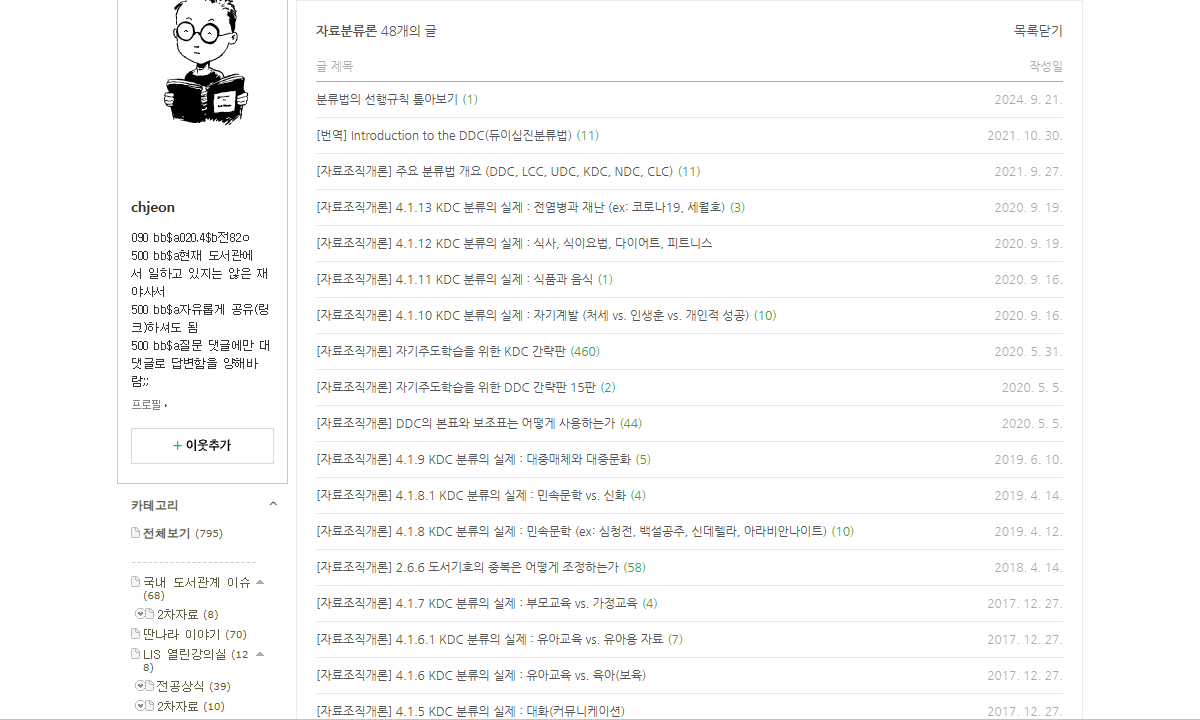 chjeon
090 bb$a020.4$b전82ㅇ
500 bb$a현재 도서관에
서 일하고 있지는 않은 재
야사서
500 bb$a자유롭게 공유(링
크)하셔도 됨
500 bb$a질문 댓글에만 대
댓글로 답변함을 양해바
람;;
프로필
+ 이웃추가
카테고리
전체보기 (795)
국내 도서관계 이슈
(68)
2차자료 (8)
딴나라 이야기 (70)
LIS 열린강의실 (12
8)
전공상식 (39)
2차자료 (10)
자료분류론 48개의 글 목록닫기
글 제목 작성일
분류법의 선행규칙 톺아보기 (1) 2024. 9. 21.
[번역] Introduction to the DDC(듀이십진분류법) (11) 2021. 10. 30.
[자료조직개론] 주요 분류법 개요 (DDC, LCC, UDC, KDC, NDC, CLC) (11) 2021. 9. 27.
[자료조직개론] 4.1.13 KDC 분류의 실제 : 전염병과 재난 (ex: 코로나19, 세월호) (3) 2020. 9. 19.
[자료조직개론] 4.1.12 KDC 분류의 실제 : 식사, 식이요법, 다이어트, 피트니스 2020. 9. 19.
[자료조직개론] 4.1.11 KDC 분류의 실제 : 식품과 음식 (1) 2020. 9. 16.
[자료조직개론] 4.1.10 KDC 분류의 실제 : 자기계발 (처세 vs. 인생훈 vs. 개인적 성공) (10) 2020. 9. 16.
[자료조직개론] 자기주도학습을 위한 KDC 간략판 (460) 2020. 5. 31.
[자료조직개론] 자기주도학습을 위한 DDC 간략판 15판 (2) 2020. 5. 5.
[자료조직개론] DDC의 본표와 보조표는 어떻게 사용하는가 (44) 2020. 5. 5.
[자료조직개론] 4.1.9 KDC 분류의 실제 : 대중매체와 대중문화 (5) 2019. 6. 10.
[자료조직개론] 4.1.8.1 KDC 분류의 실제 : 민속문학 vs. 신화 (4) 2019. 4. 14.
[자료조직개론] 4.1.8 KDC 분류의 실제 : 민속문학 (ex: 심청전, 백설공주, 신데렐라, 아라비안나이트) (10) 2019. 4. 12.
[자료조직개론] 2.6.6 도서기호의 중복은 어떻게 조정하는가 (58) 2018. 4. 14.
[자료조직개론] 4.1.7 KDC 분류의 실제 : 부모교육 vs. 가정교육 (4) 2017. 12. 27.
[자료조직개론] 4.1.6.1 KDC 분류의 실제 : 유아교육 vs. 유아용 자료 (7) 2017. 12. 27.
[자료조직개론] 4.1.6 KDC 분류의 실제 : 유아교육 vs. 육아(보육) 2017. 12. 27.
[자료조직개론] 4.1.5 KDC 분류의 실제 : 대화(커뮤니케이션) 2017. 12. 27.